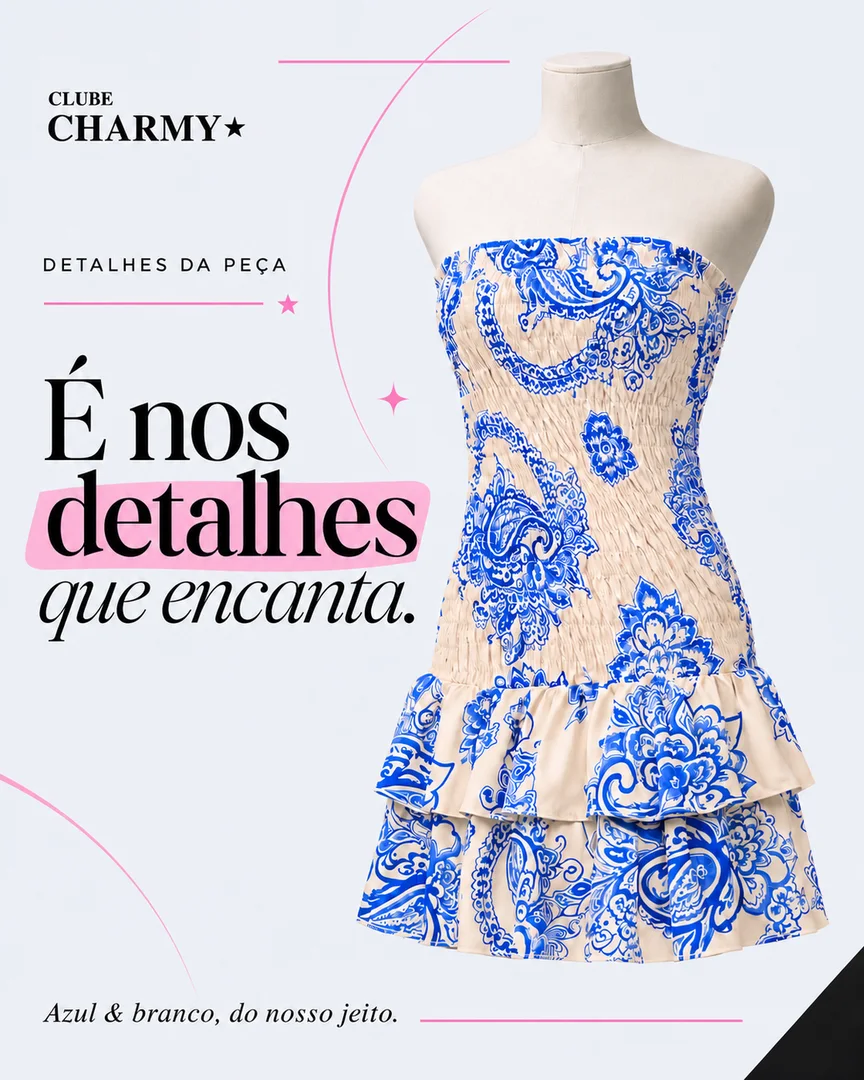 CLUBE
CHARMY★
DETALHES DA PEÇA
É nos
detalhes
que encanta.
Azul & branco, do nosso jeito.